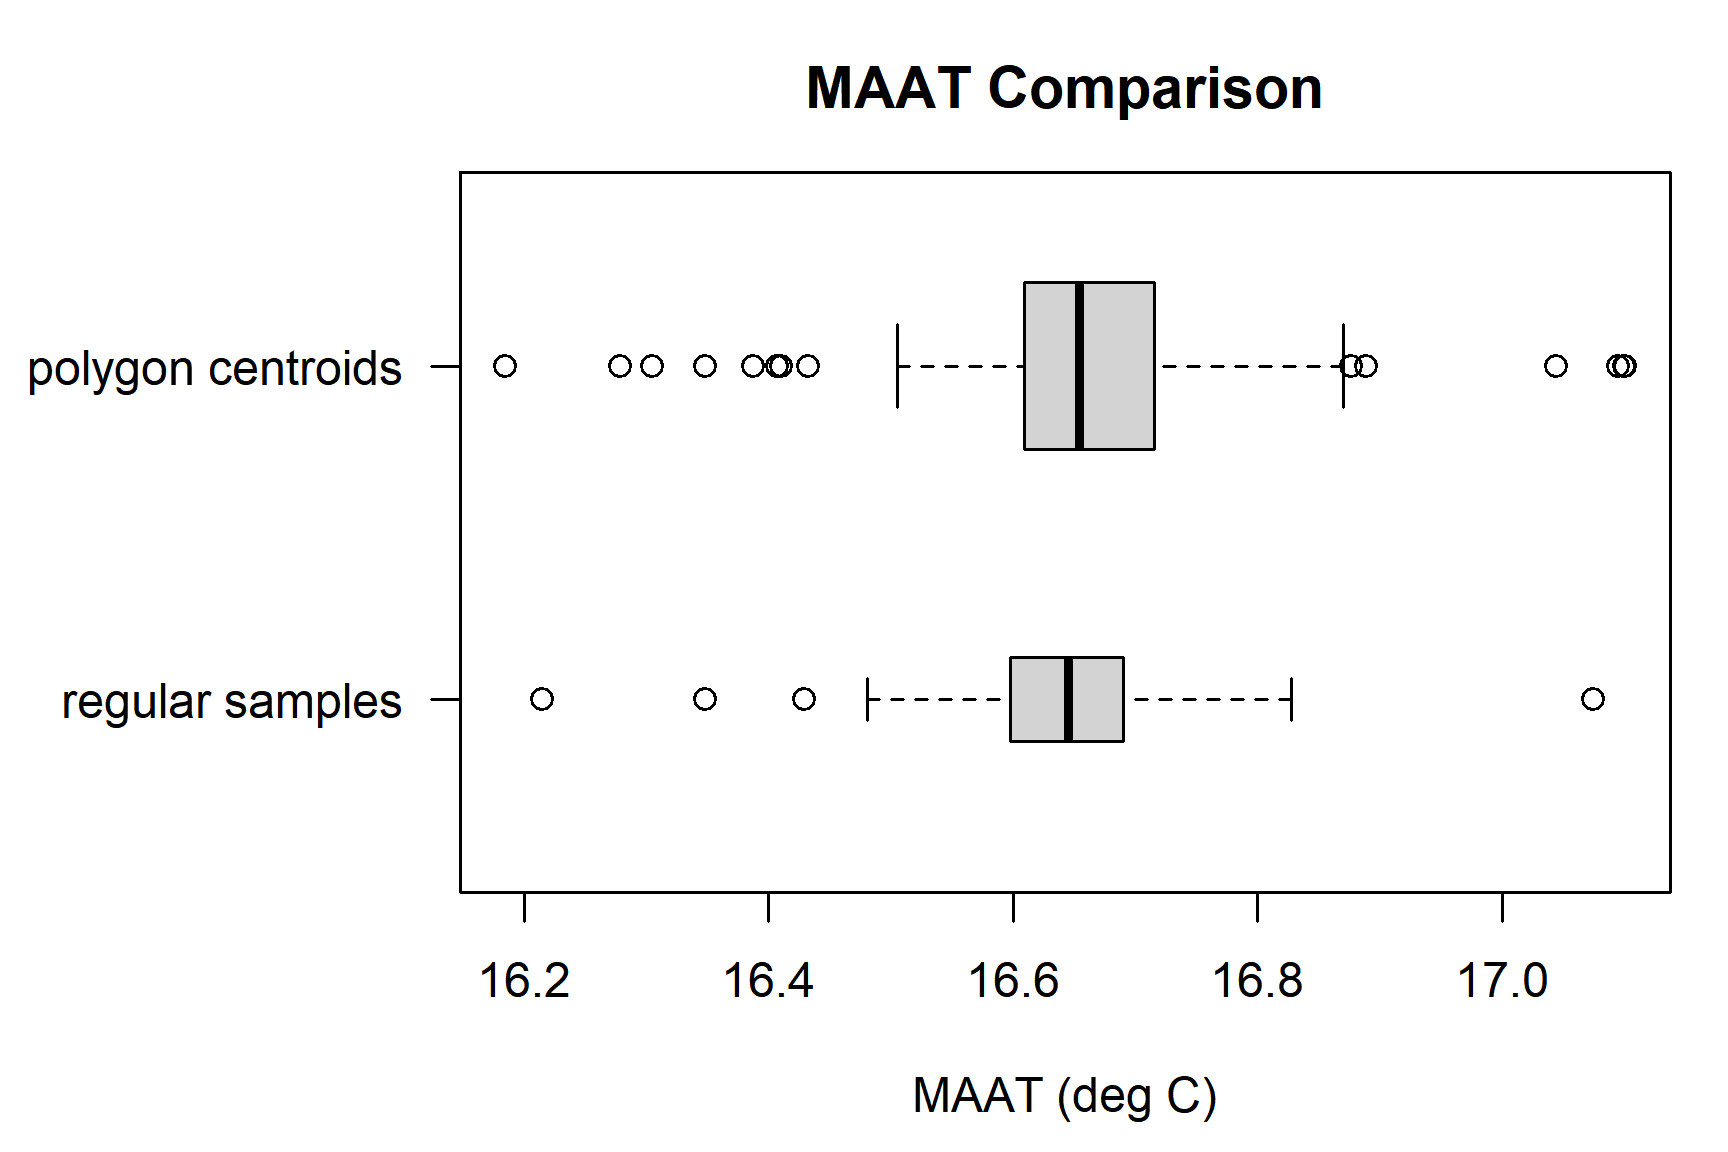 MAAT Comparison
polygon centroids
regular samples
16.2 16.4 16.6 16.8 17.0
MAAT (deg C)